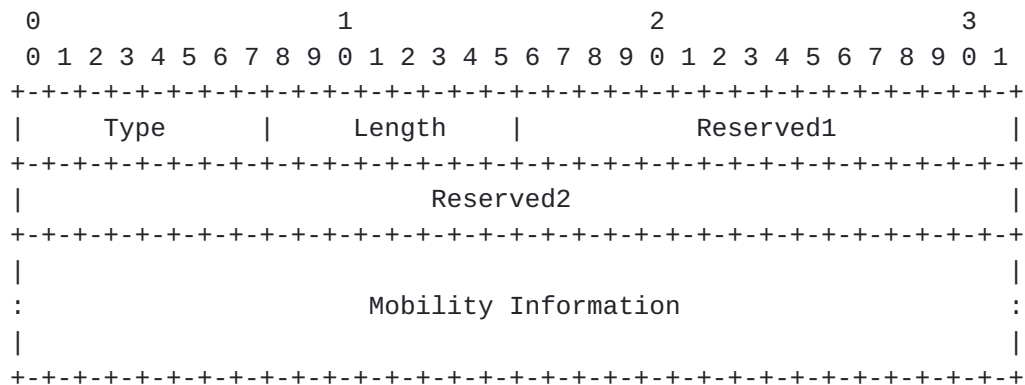 0                   1                   2                   3
 0 1 2 3 4 5 6 7 8 9 0 1 2 3 4 5 6 7 8 9 0 1 2 3 4 5 6 7 8 9 0 1
+-+-+-+-+-+-+-+-+-+-+-+-+-+-+-+-+-+-+-+-+-+-+-+-+-+-+-+-+-+-+-+-+
|     Type      |     Length    |           Reserved1           |
+-+-+-+-+-+-+-+-+-+-+-+-+-+-+-+-+-+-+-+-+-+-+-+-+-+-+-+-+-+-+-+-+
|                          Reserved2                            |
+-+-+-+-+-+-+-+-+-+-+-+-+-+-+-+-+-+-+-+-+-+-+-+-+-+-+-+-+-+-+-+-+
|                                                               |
:                      Mobility Information                     :
|                                                               |
+-+-+-+-+-+-+-+-+-+-+-+-+-+-+-+-+-+-+-+-+-+-+-+-+-+-+-+-+-+-+-+-+